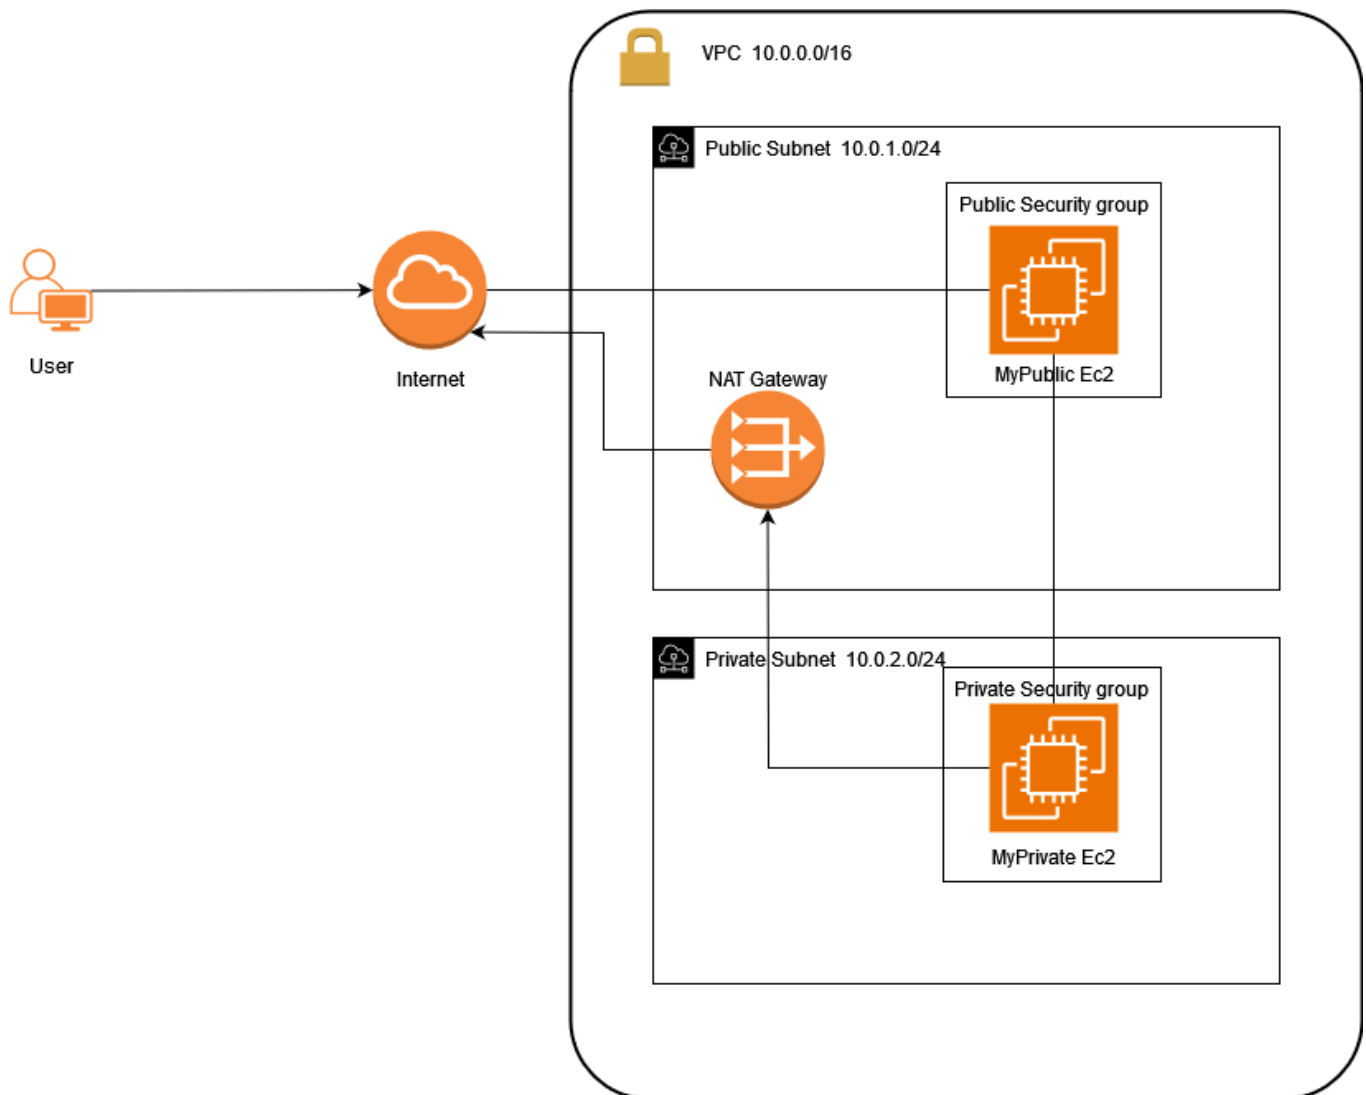 VPC  10.0.0.0/16
Public Subnet  10.0.1.0/24
Public Security group
MyPublic Ec2
User
Internet
NAT Gateway
Private Subnet  10.0.2.0/24
Private Security group
MyPrivate Ec2